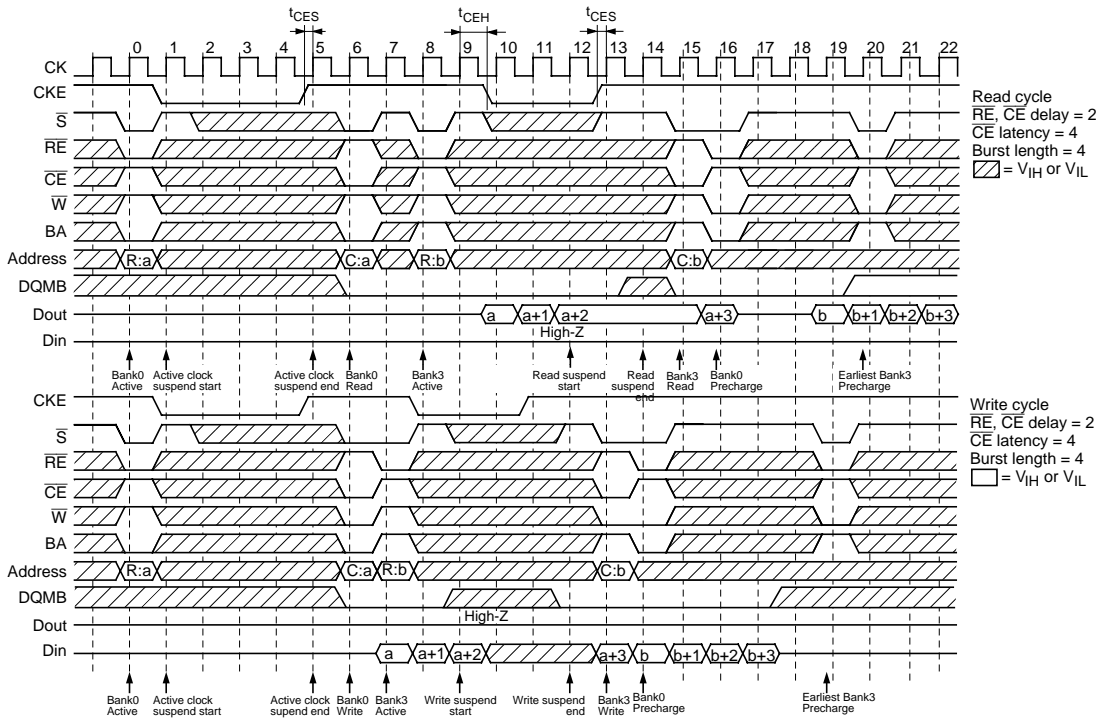 tCES tCEH tCES
0 1 2 3 4 5 6 7 8 9 10 11 12 13 14 15 16 17 18 19 20 21 22
CK
CKE
S
RE
CE
W
BA
Address R:a C:a R:b C:b
DQMB
Dout a a+1 a+2 a+3 b b+1 b+2 b+3
High-Z
Din
Bank0 Active
Active clock suspend start
Active clock supend end
Bank0 Read
Bank3 Active
Read suspend start
Read suspend end
Bank3 Read
Bank0 Precharge
Earliest Bank3 Precharge
Read cycle
RE, CE delay = 2
CE latency = 4
Burst length = 4
= VIH or VIL
CKE
S
RE
CE
W
BA
Address R:a C:a R:b C:b
DQMB
High-Z
Dout
Din a a+1 a+2 a+3 b b+1 b+2 b+3
Bank0 Active
Active clock suspend start
Active clock supend end
Bank0 Write
Bank3 Active
Write suspend start
Write suspend end
Bank3 Write
Bank0 Precharge
Earliest Bank3 Precharge
Write cycle
RE, CE delay = 2
CE latency = 4
Burst length = 4
= VIH or VIL